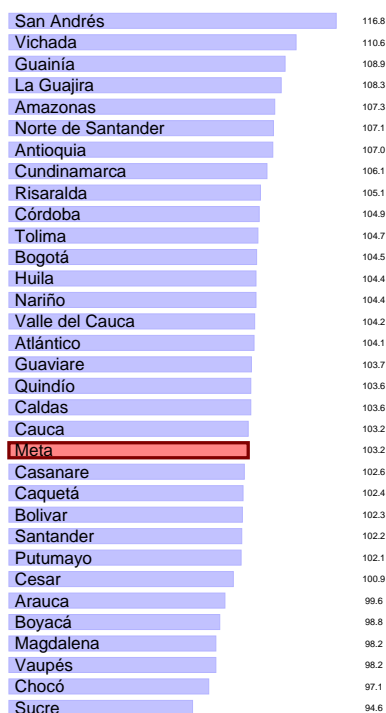 San Andrés 116.8
Vichada 110.6
Guainía 108.9
La Guajira 108.3
Amazonas 107.3
Norte de Santander 107.1
Antioquia 107.0
Cundinamarca 106.1
Risaralda 105.1
Córdoba 104.9
Tolima 104.7
Bogotá 104.5
Huila 104.4
Nariño 104.4
Valle del Cauca 104.2
Atlántico 104.1
Guaviare 103.7
Quindío 103.6
Caldas 103.6
Cauca 103.2
Meta 103.2
Casanare 102.6
Caquetá 102.4
Bolivar 102.3
Santander 102.2
Putumayo 102.1
Cesar 100.9
Arauca 99.6
Boyacá 98.8
Magdalena 98.2
Vaupés 98.2
Chocó 97.1
Sucre 94.6